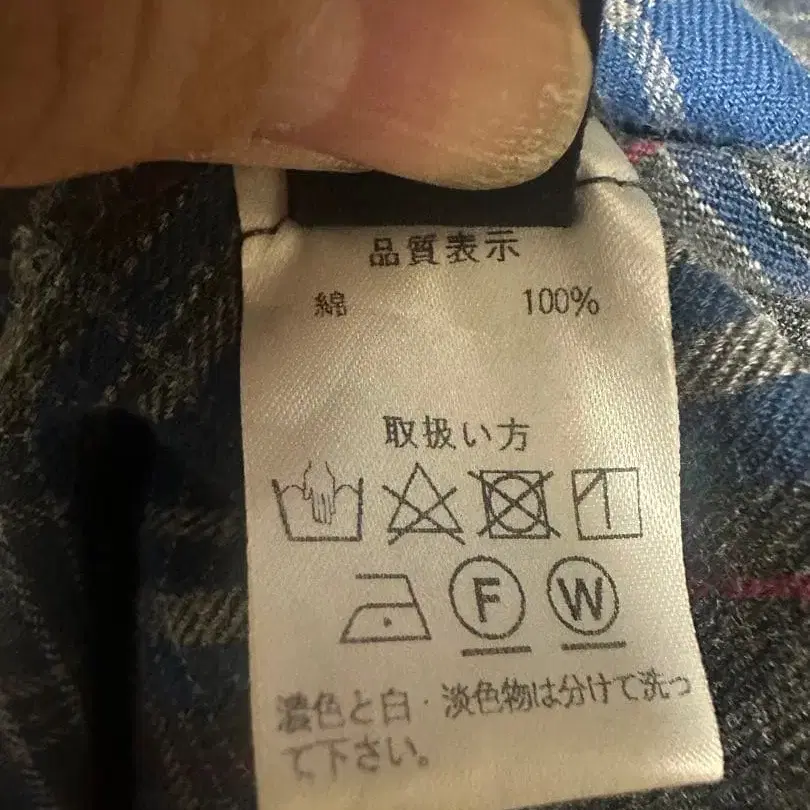 品質表示
綿 100%
取扱い方
F W
濃色と白・淡色物は分けて洗っ
て下さい。